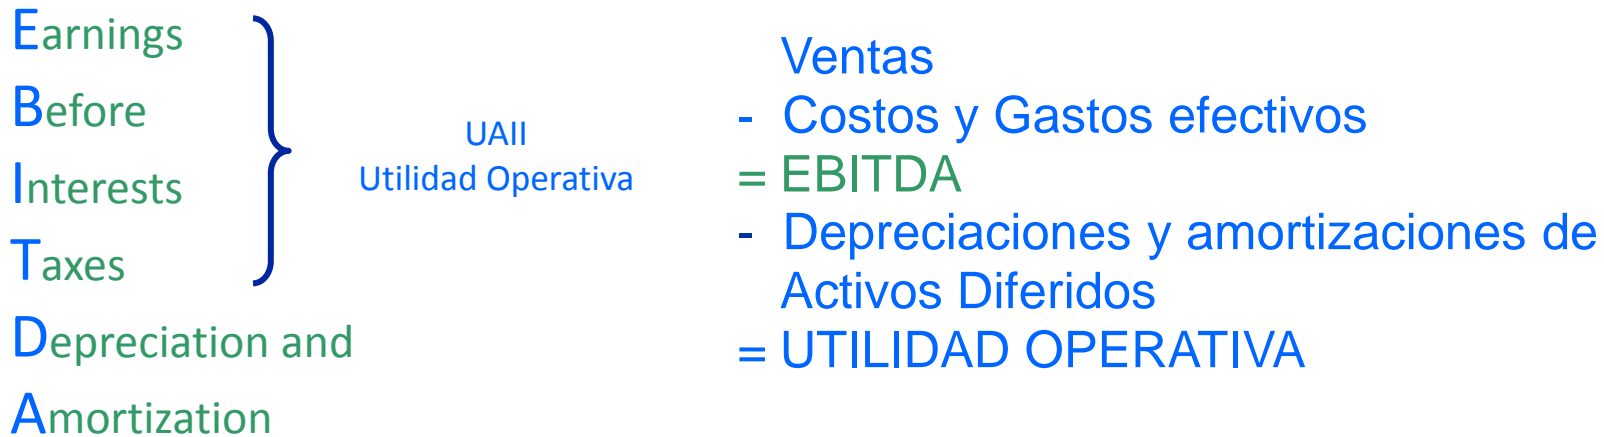 Earnings
Before
Interests
Taxes
Depreciation and
Amortization
UAII
Utilidad Operativa
Ventas
- Costos y Gastos efectivos
= EBITDA
- Depreciaciones y amortizaciones de
Activos Diferidos
= UTILIDAD OPERATIVA